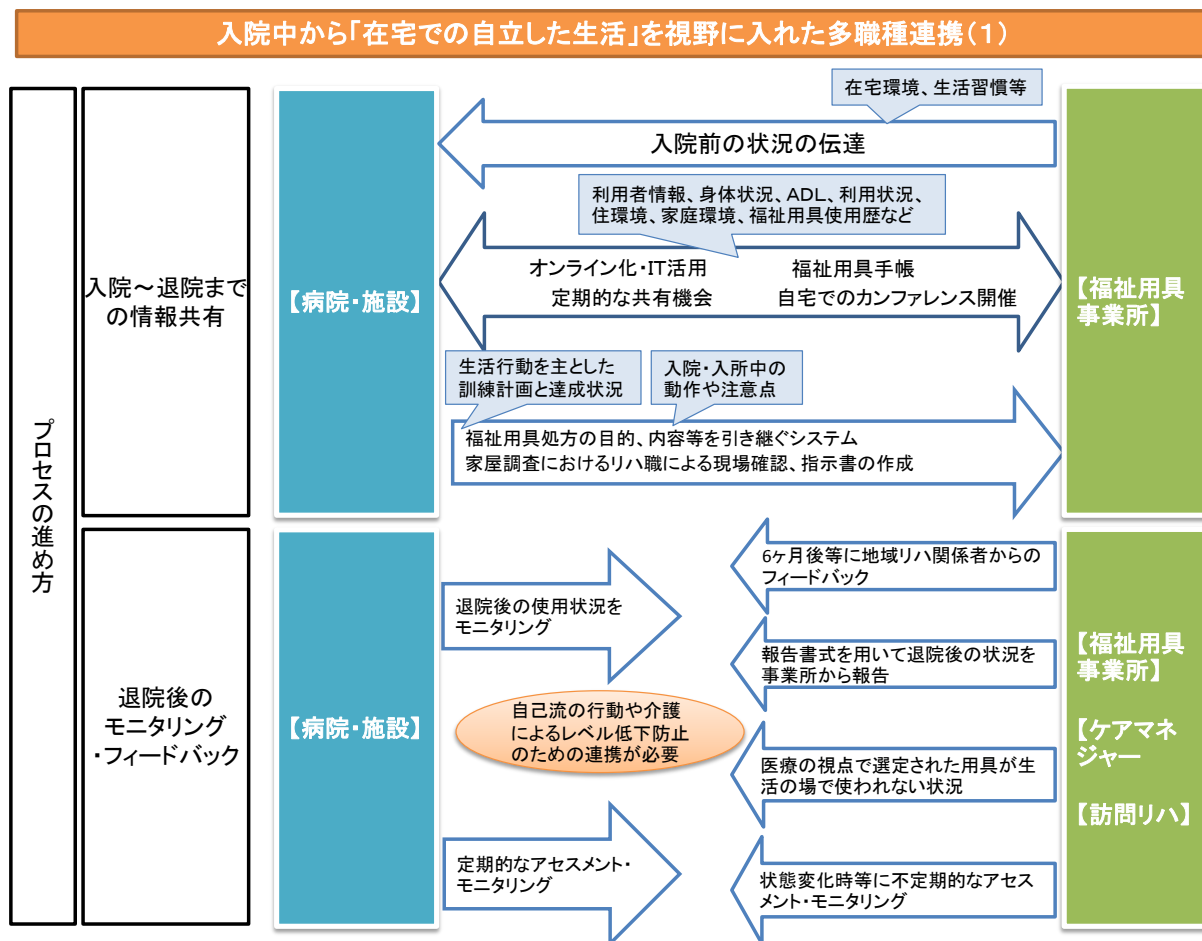 入院中から「在宅での自立した生活」を視野に入れた多職種連携(１)
プロセスの進め方
入院～退院まで
の情報共有
【病院・施設】
在宅環境、生活習慣等
入院前の状況の伝達
利用者情報、身体状況、ＡＤＬ、利用状況、
住環境、家庭環境、福祉用具使用歴など
オンライン化・IT活用
定期的な共有機会
福祉用具手帳
自宅でのカンファレンス開催
生活行動を主とした
訓練計画と達成状況
入院・入所中の
動作や注意点
福祉用具処方の目的、内容等を引き継ぐシステム
家屋調査におけるリハ職による現場確認、指示書の作成
【福祉用具
事業所】
退院後の
モニタリング
・フィードバック
【病院・施設】
退院後の使用状況を
モニタリング
自己流の行動や介護
によるレベル低下防止
のための連携が必要
定期的なアセスメント・
モニタリング
6ヶ月後等に地域リハ関係者からの
フィードバック
報告書式を用いて退院後の状況を
事業所から報告
医療の視点で選定された用具が生
活の場で使われない状況
状態変化時等に不定期的なアセス
メント・モニタリング
【福祉用具
事業所】
【ケアマネ
ジャー
【訪問リハ】